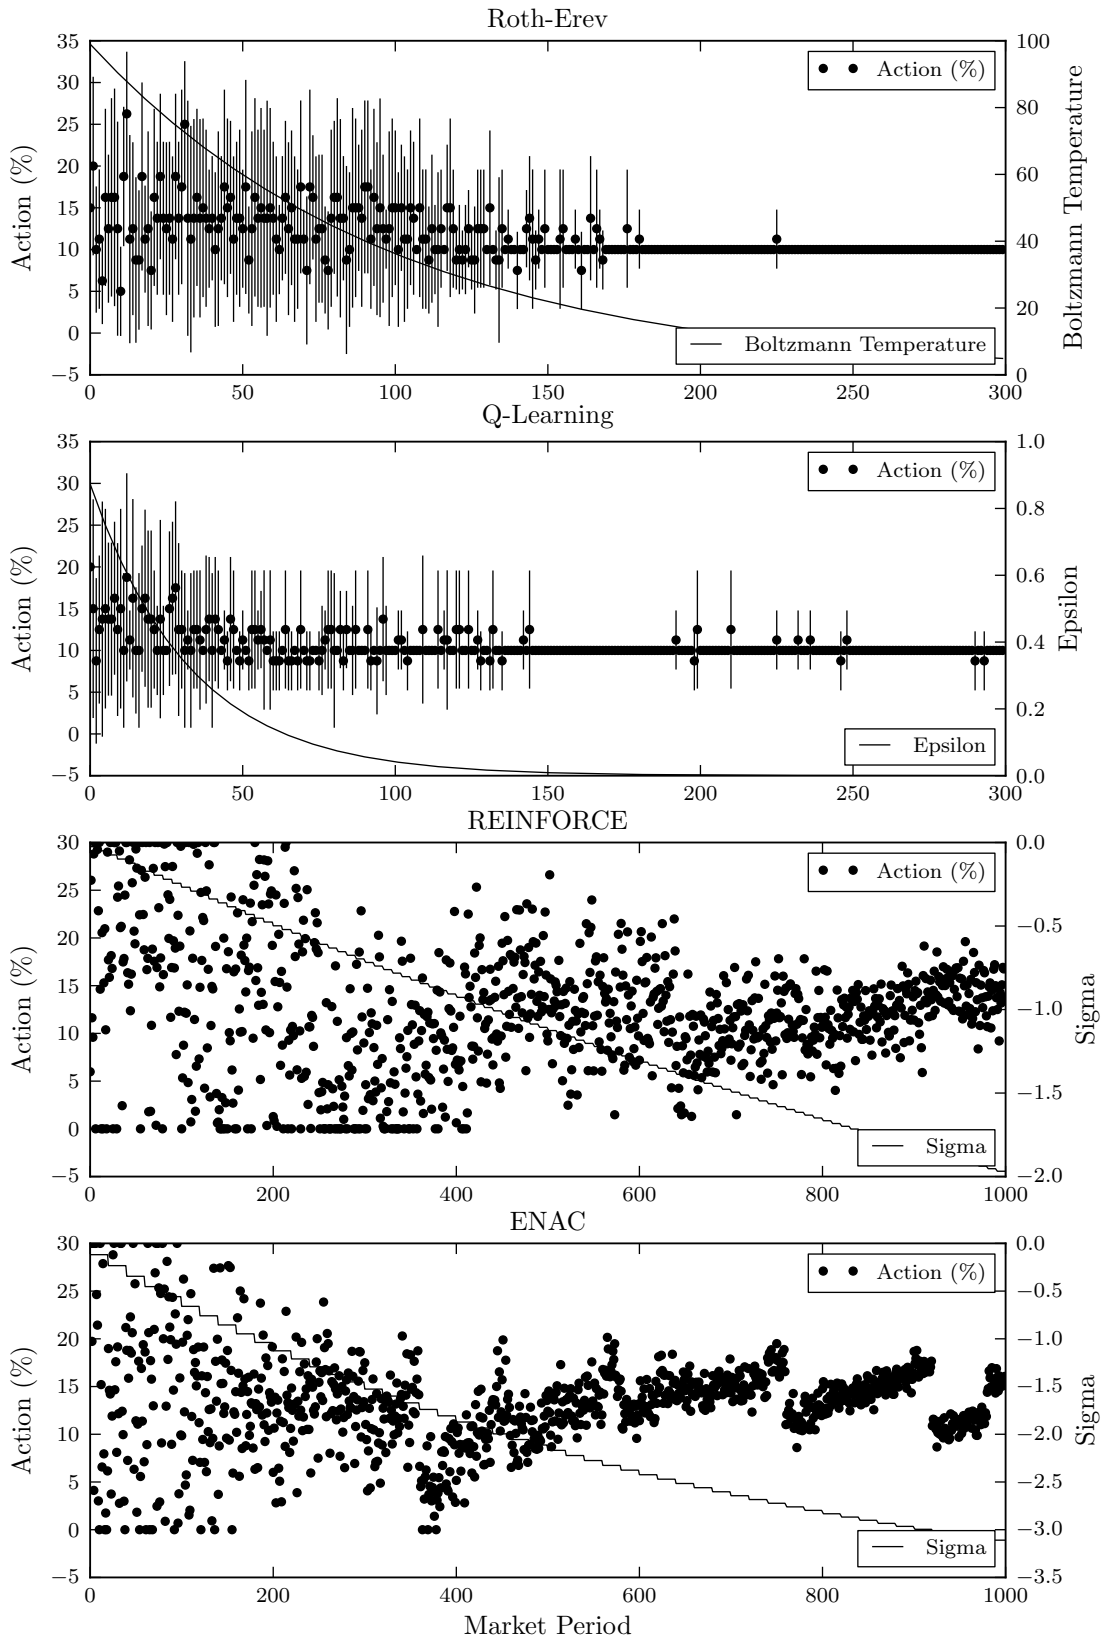 Roth-Erev
35
30
25
20
15
10
5
0
−5
Action (%)
Action (%)
100
80
60
40
20
0
Boltzmann Temperature
Boltzmann Temperature
0 50 100 150 200 250 300
Q-Learning
35
30
25
20
15
10
5
0
−5
Action (%)
Action (%)
1.0
0.8
0.6
0.4
0.2
0.0
Epsilon
Epsilon
0 50 100 150 200 250 300
REINFORCE
30
25
20
15
10
5
0
−5
Action (%)
Action (%)
0.0
−0.5
−1.0
−1.5
−2.0
Sigma
Sigma
0 200 400 600 800 1000
ENAC
30
25
20
15
10
5
0
−5
Action (%)
Action (%)
0.0
−0.5
−1.0
−1.5
−2.0
−2.5
−3.0
−3.5
Sigma
Sigma
0 200 400 600 800 1000
Market Period